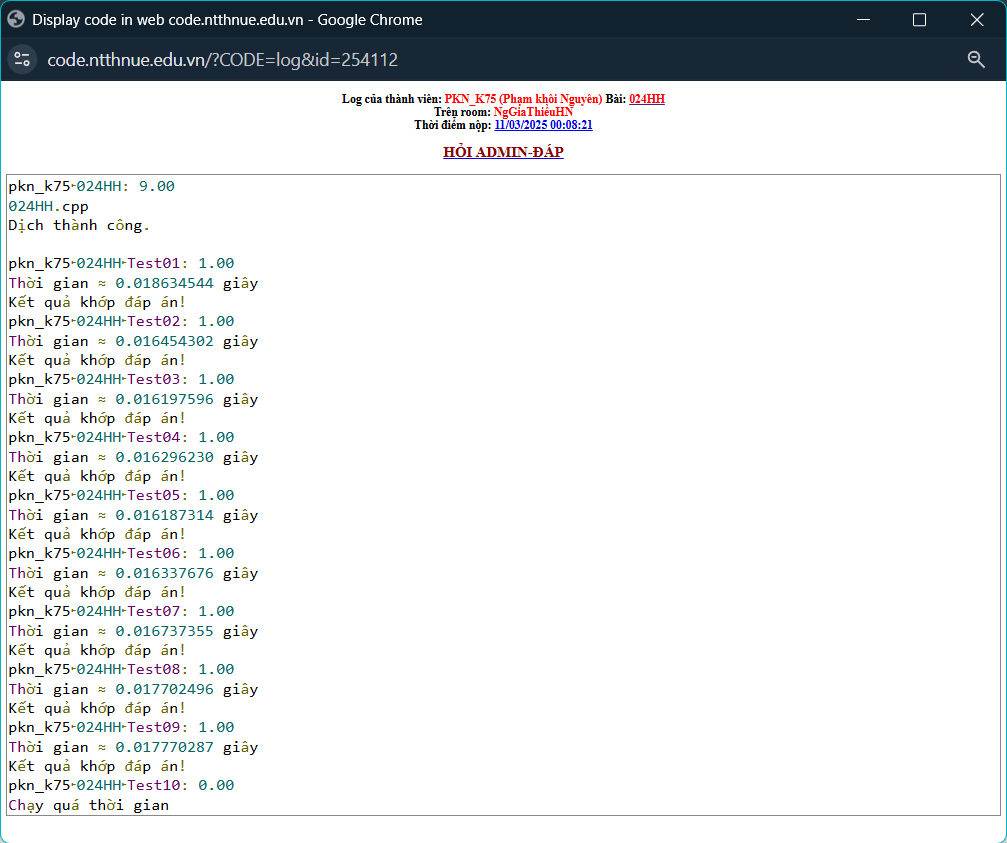 Display code in web code.ntthnue.edu.vn - Google Chrome
code.ntthnue.edu.vn/?CODE=log&id=254112
Log của thành viên: PKN_K75 (Phạm khôi Nguyên) Bài: 024HH
Trên room: NgGiaThiêuHN
Thời điểm nộp: 11/03/2025 00:08:21
HỎI ADMIN-ĐÁP
pkn_k75‣024HH: 9.00
024HH.cpp
Dịch thành công.
pkn_k75‣024HH‣Test01: 1.00
Thời gian ≈ 0.018634544 giây
Kết quả khớp đáp án!
pkn_k75‣024HH‣Test02: 1.00
Thời gian ≈ 0.016454302 giây
Kết quả khớp đáp án!
pkn_k75‣024HH‣Test03: 1.00
Thời gian ≈ 0.016197596 giây
Kết quả khớp đáp án!
pkn_k75‣024HH‣Test04: 1.00
Thời gian ≈ 0.016296230 giây
Kết quả khớp đáp án!
pkn_k75‣024HH‣Test05: 1.00
Thời gian ≈ 0.016187314 giây
Kết quả khớp đáp án!
pkn_k75‣024HH‣Test06: 1.00
Thời gian ≈ 0.016337676 giây
Kết quả khớp đáp án!
pkn_k75‣024HH‣Test07: 1.00
Thời gian ≈ 0.016737355 giây
Kết quả khớp đáp án!
pkn_k75‣024HH‣Test08: 1.00
Thời gian ≈ 0.017702496 giây
Kết quả khớp đáp án!
pkn_k75‣024HH‣Test09: 1.00
Thời gian ≈ 0.017770287 giây
Kết quả khớp đáp án!
pkn_k75‣024HH‣Test10: 0.00
Chạy quá thời gian